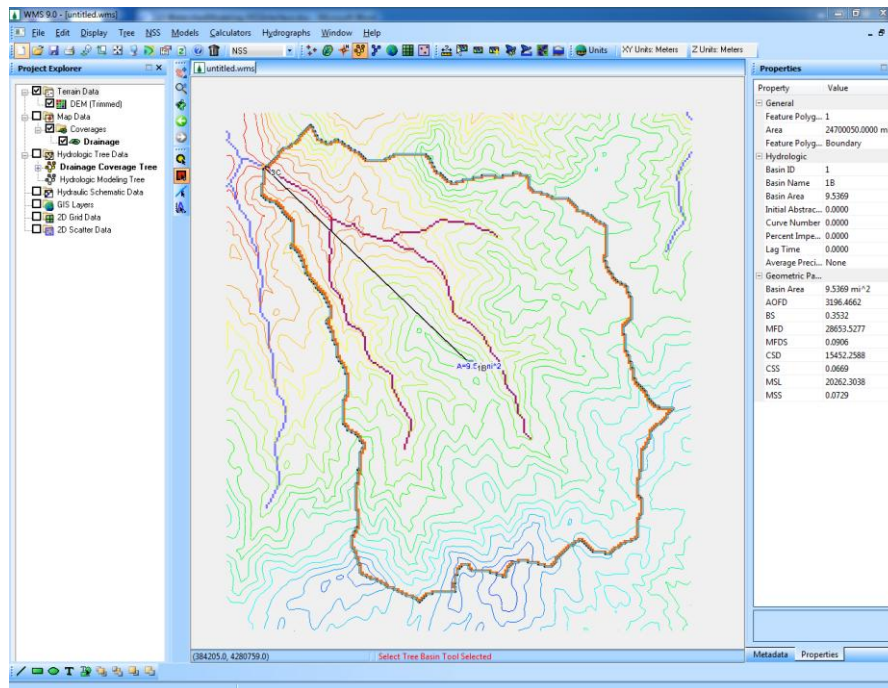 WMS 9.0 - [untitled.wms]
File Edit Display Tree NSS Models Calculators Hydrographs Window Help
NSS
Units
XY Units: Meters
Z Units: Meters
Project Explorer
Terrain Data
DEM (Trimmed)
Map Data
Coverages
Drainage
Hydrologic Tree Data
Drainage Coverage Tree
Hydrologic Modeling Tree
Hydraulic Schematic Data
GIS Layers
2D Grid Data
2D Scatter Data
untitled.wms
1B
(384205.0, 4280759.0)
Select Tree Basin Tool Selected
Properties
Property Value
General
Feature Polyg... 1
Area 24700050.0000 m
Feature Polyg... Boundary
Hydrologic
Basin ID 1
Basin Name 1B
Basin Area 9.5369
Initial Abstrac... 0.0000
Curve Number 0.0000
Percent Impe... 0.0000
Lag Time 0.0000
Average Preci... None
Geometric Pa...
Basin Area 9.5369 mi^2
AOFD 3196.4662
BS 0.3532
MFD 28653.5277
MFDS 0.0906
CSD 15452.2588
CSS 0.0669
MSL 20262.3038
MSS 0.0729
Metadata Properties
T